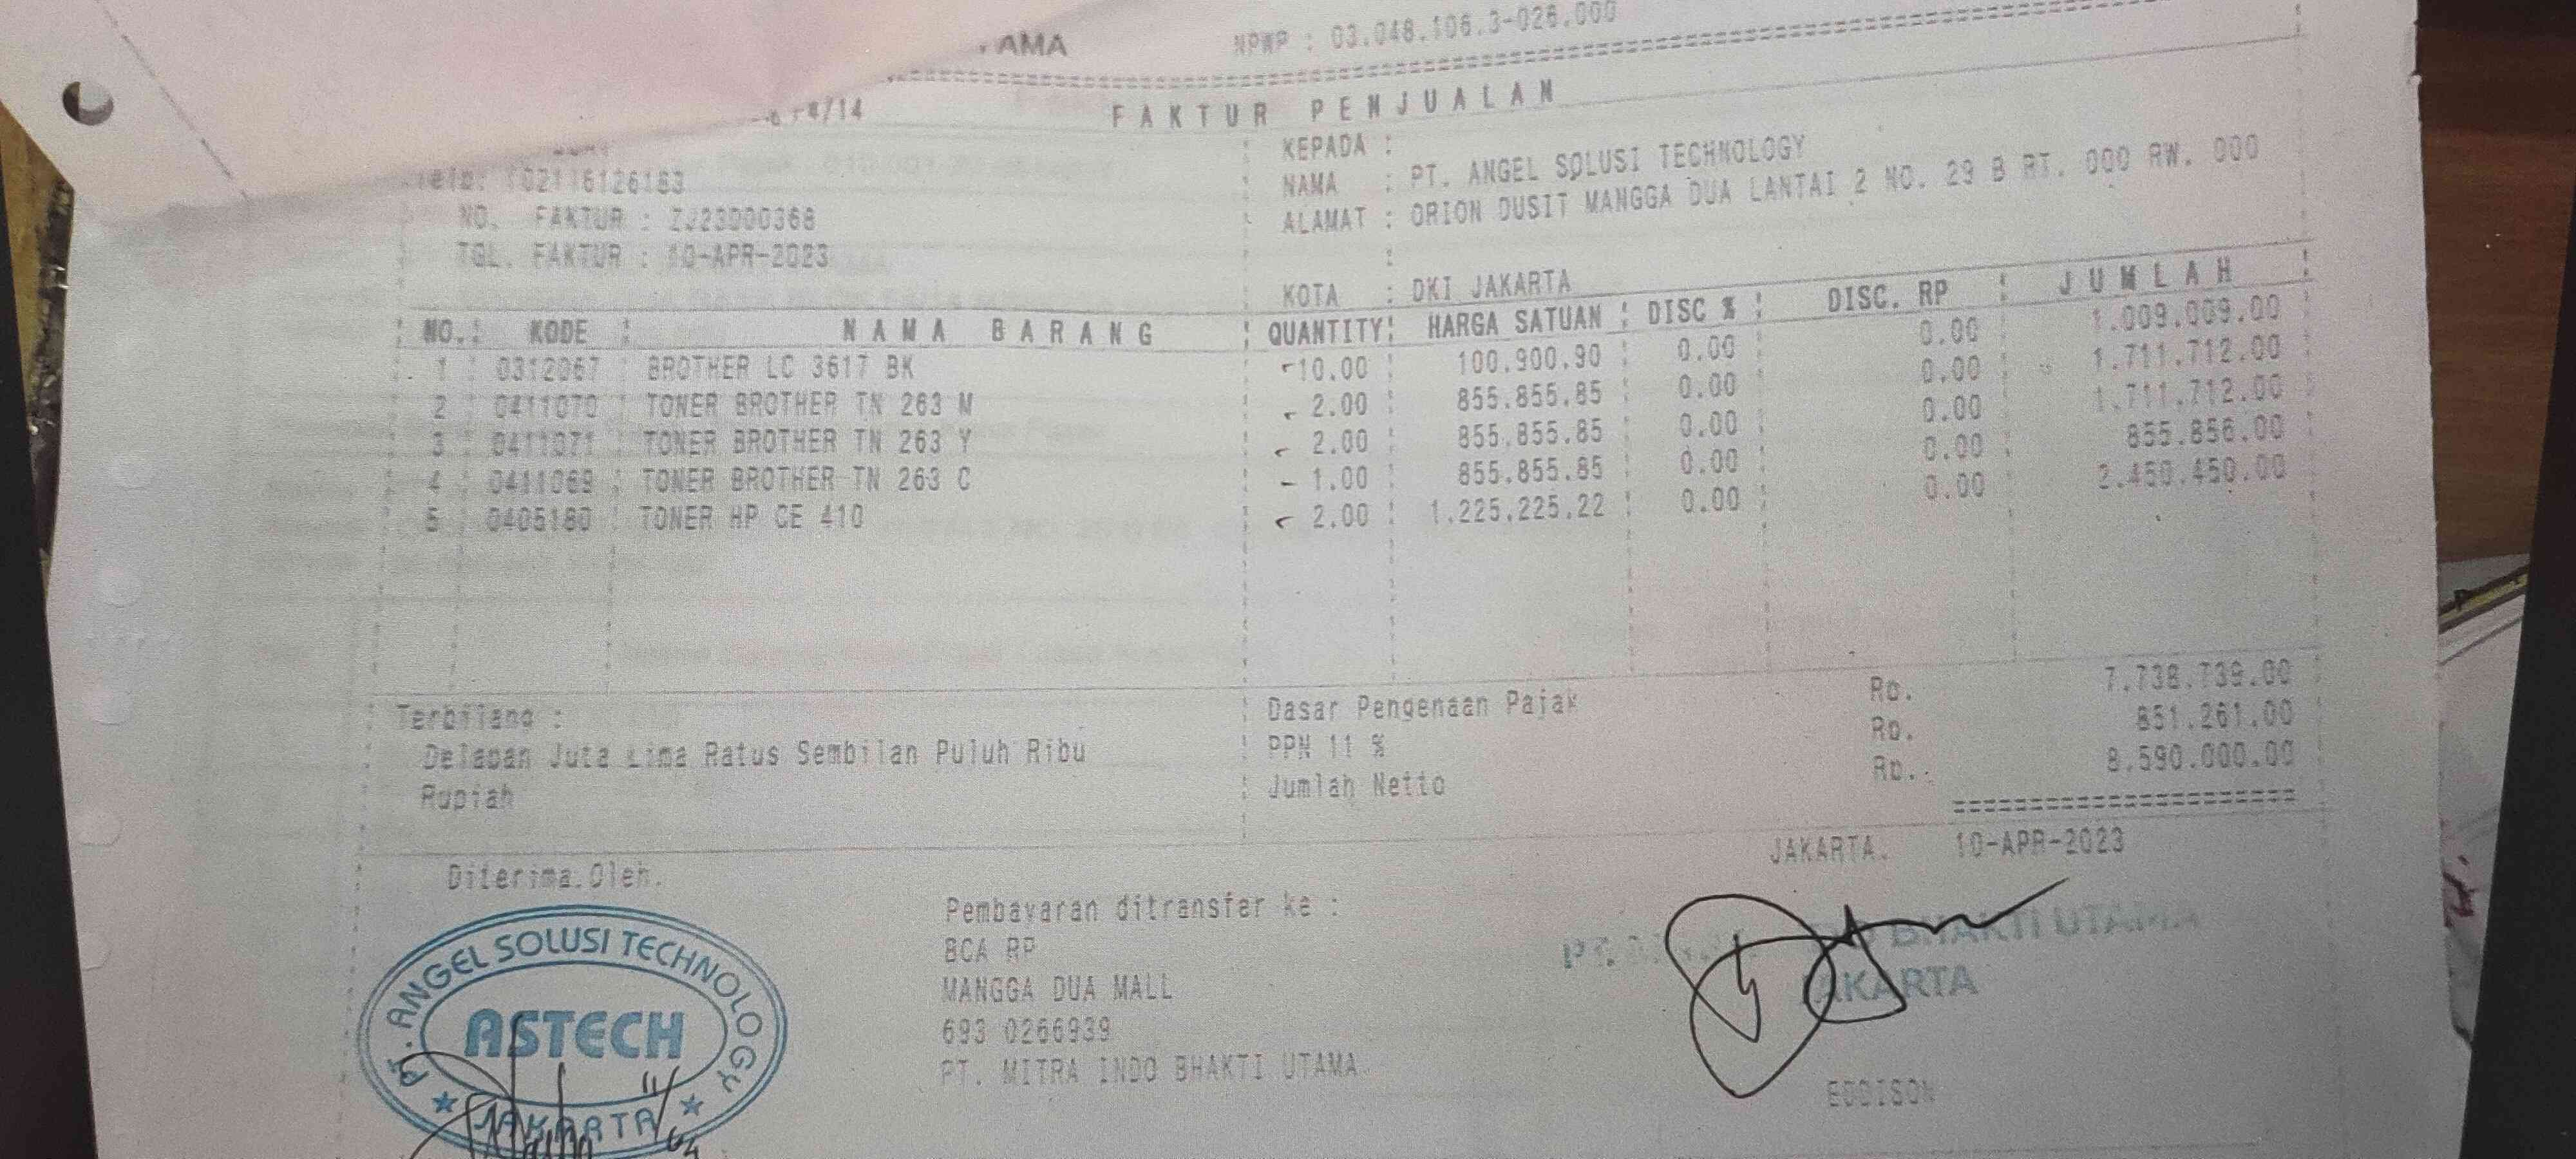 AMA NPWP : 03.048.106.3-026.000
F A K T U R P E N J U A L A N
/14
KEPADA :
NAMA : PT. ANGEL SOLUSI TECHNOLOGY
ALAMAT : ORION DUSIT MANGGA DUA LANTAI 2 NO. 29 B RT. 000 RW. 000
:
KOTA : DKI JAKARTA
NO. FAKTUR : ZJ23000368
TGL. FAKTUR : 10-APR-2023
NO. KODE N A M A B A R A N G QUANTITY HARGA SATUAN DISC % DISC. RP J U M L A H
1 0312067 BROTHER LC 3617 BK 10.00 100.900.90 0.00 0.00 1.009.009.00
2 0411070 TONER BROTHER TN 263 M 2.00 855.855.85 0.00 0.00 1.711.712.00
3 0411071 TONER BROTHER TN 263 Y 2.00 855.855.85 0.00 0.00 1.711.712.00
4 0411069 TONER BROTHER TN 263 C 1.00 855.855.85 0.00 0.00 855.856.00
5 0405180 TONER HP CE 410 2.00 1.225.225.22 0.00 0.00 2.450.450.00
Terbilang :
Delapan Juta Lima Ratus Sembilan Puluh Ribu
Rupiah
Dasar Pengenaan Pajak Rp. 7.738.739.00
PPN 11 % Rp. 851.261.00
Jumlah Netto Rp. 8.590.000.00
JAKARTA. 10-APR-2023
Diterima Oleh.
Pembayaran ditransfer ke :
BCA RP
MANGGA DUA MALL
693 0266939
PT. MITRA INDO BHAKTI UTAMA
PT. ANGEL SOLUSI TECHNOLOGY
ASTECH
JAKARTA
BHAKTI UTAMA
JAKARTA
EDDISON